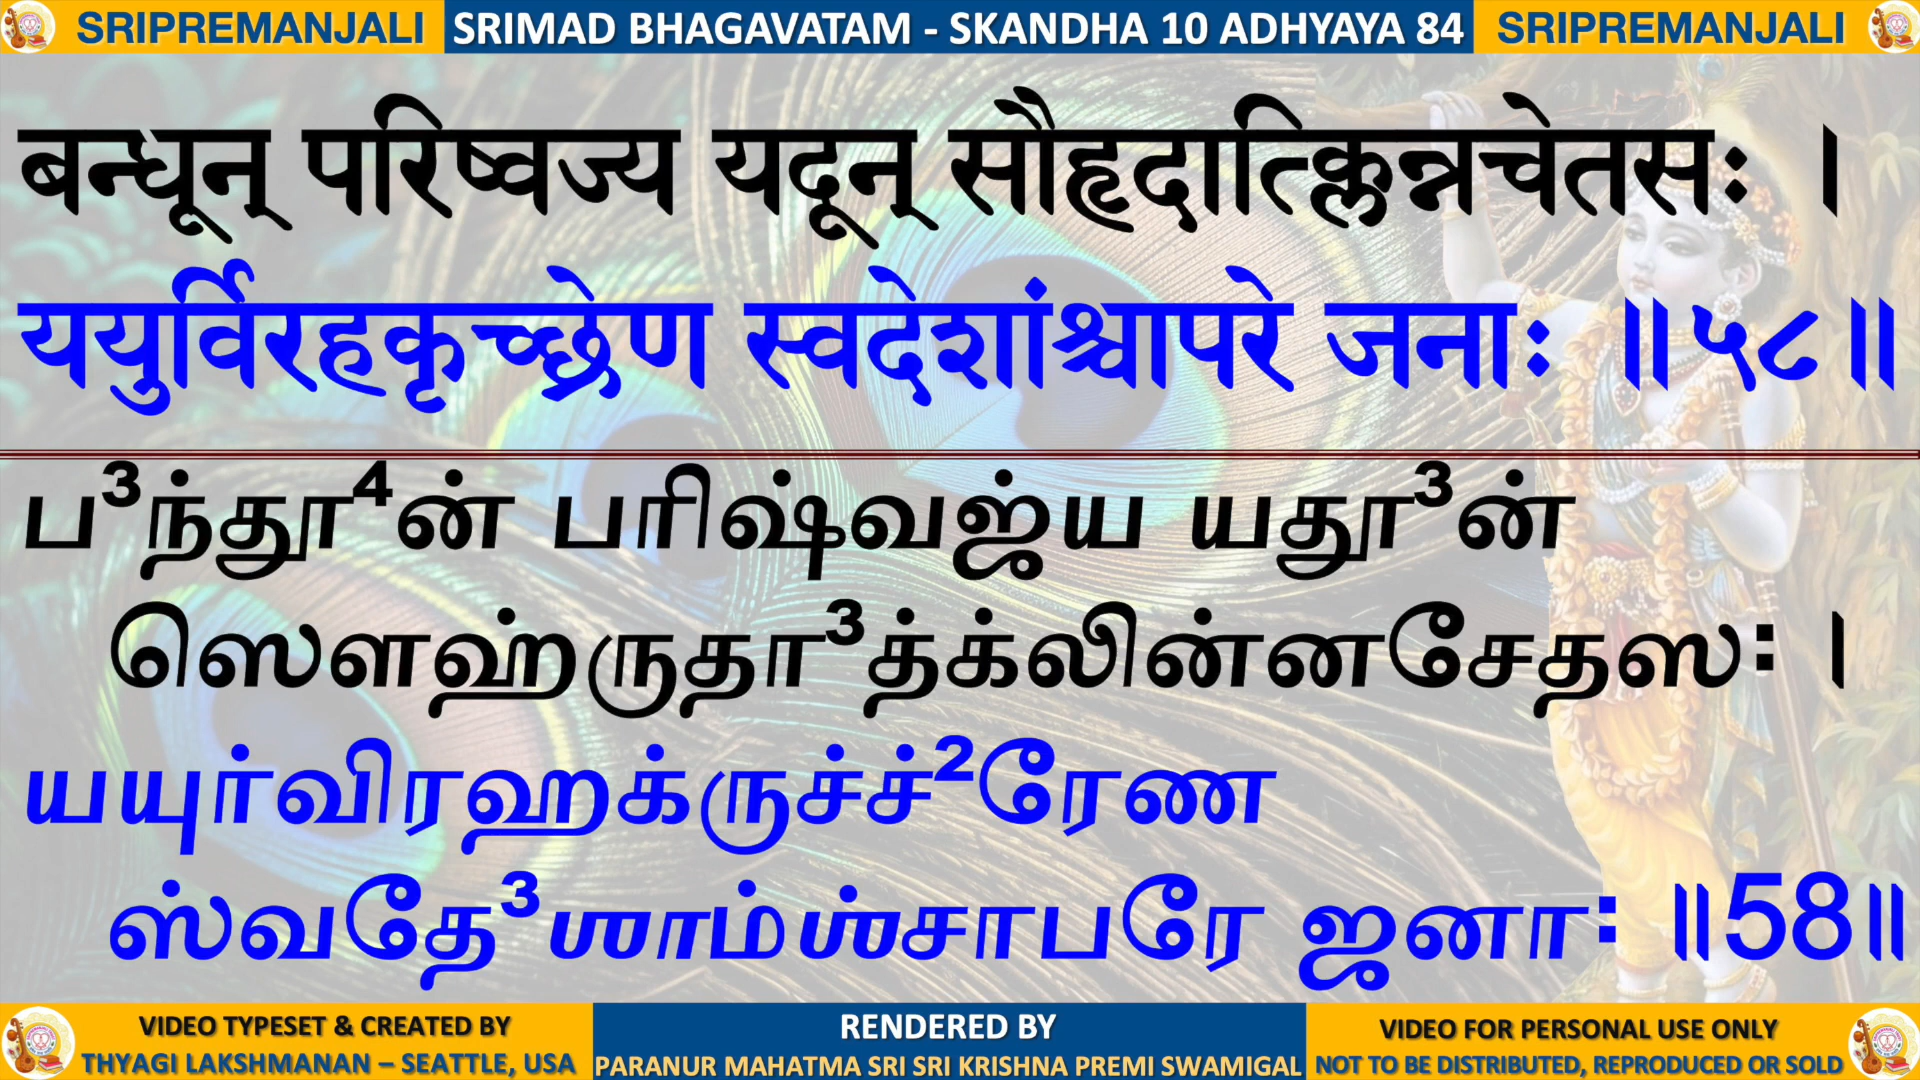 SRIPREMANJALI SRIMAD BHAGAVATAM - SKANDHA 10 ADHYAYA 84 SRIPREMANJALI
बन्धून् परिष्वज्य यदून् सौहृदात्क्लिन्नचेतसः ।
ययुर्विरहकृच्छ्रेण स्वदेशांश्चापरे जनाः ॥५८॥
ப³ந்தூ⁴ன் பரிஷ்வஜ்ய யதூ³ன்
ஸௌஹ்ருதா³த்க்லின்னசேதஸ꞉ ।
யயுர்விரஹக்ருச்ச்²ரேண
ஸ்வதே³ஶாம்ஶ்சாபரே ஜனா꞉ ॥58॥
VIDEO TYPESET & CREATED BY RENDERED BY VIDEO FOR PERSONAL USE ONLY
THYAGI LAKSHMANAN – SEATTLE, USA PARANUR MAHATMA SRI SRI KRISHNA PREMI SWAMIGAL NOT TO BE DISTRIBUTED, REPRODUCED OR SOLD